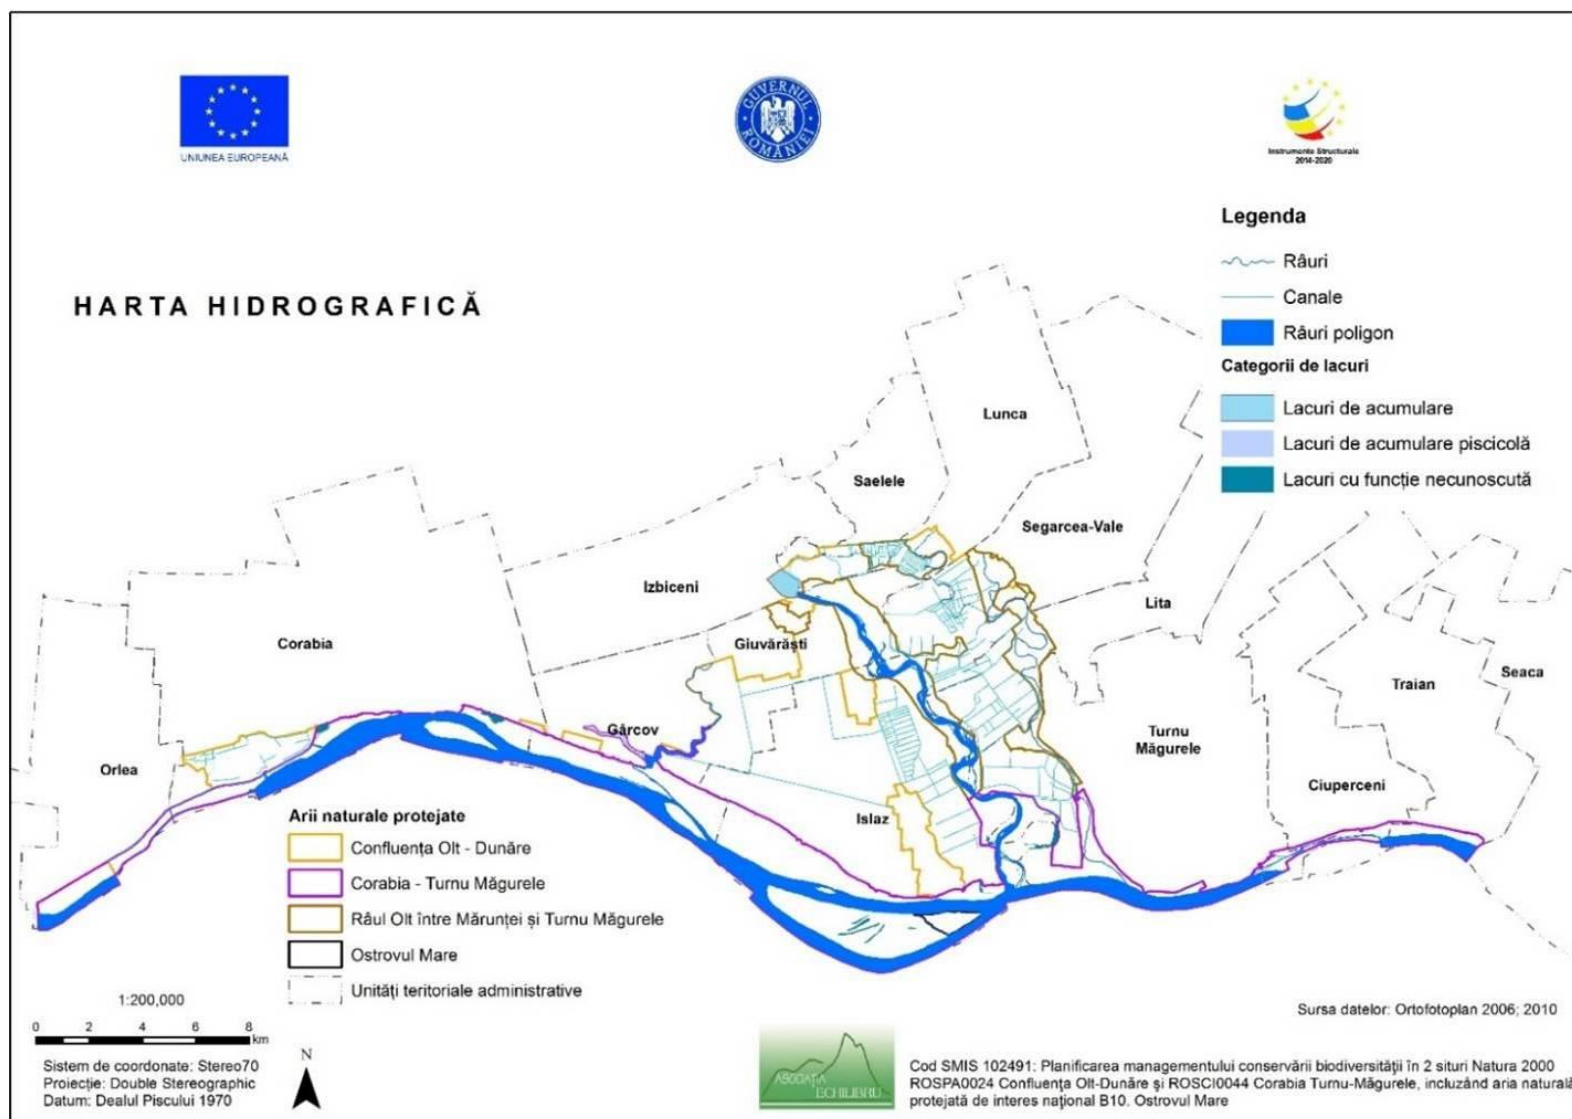 UNIUNEA EUROPEANĂ
GUVERNUL ROMÂNIEI
Instrumente Structurale
2014-2020
HARTA HIDROGRAFICĂ
Legenda
Râuri
Canale
Râuri poligon
Categorii de lacuri
Lacuri de acumulare
Lacuri de acumulare piscicolă
Lacuri cu funcție necunoscută
Lunca
Saelele
Segarcea-Vale
Izbiceni
Lita
Corabia
Giuvărăști
Traian
Seaca
Gârcov
Turnu
Măgurele
Orlea
Ciuperceni
Islaz
Arii naturale protejate
Confluența Olt - Dunăre
Corabia - Turnu Măgurele
Râul Olt între Mărunței și Turnu Măgurele
Ostrovul Mare
Unități teritoriale administrative
1:200,000
0 2 4 6 8
km
N
Sistem de coordonate: Stereo70
Proiecție: Double Stereographic
Datum: Dealul Piscului 1970
Sursa datelor: Ortofotoplan 2006; 2010
ASOCIAȚIA
ECHILIBRU
Cod SMIS 102491: Planificarea managementului conservării biodiversității în 2 situri Natura 2000
ROSPA0024 Confluența Olt-Dunăre și ROSCI0044 Corabia Turnu-Măgurele, incluzând aria naturală
protejată de interes național B10. Ostrovul Mare